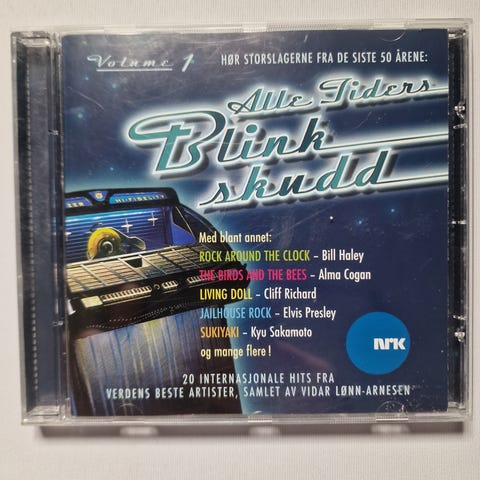 Volume 1
HØR STORSLAGERNE FRA DE SISTE 50 ÅRENE:
Alle Tiders
Blink
skudd
HI-FIDELITY
Med blant annet:
ROCK AROUND THE CLOCK – Bill Haley
THE BIRDS AND THE BEES – Alma Cogan
LIVING DOLL – Cliff Richard
JAILHOUSE ROCK – Elvis Presley
SUKIYAKI – Kyu Sakamoto
og mange flere!
NRK
20 INTERNASJONALE HITS FRA
VERDENS BESTE ARTISTER, SAMLET AV VIDAR LØNN-ARNESEN